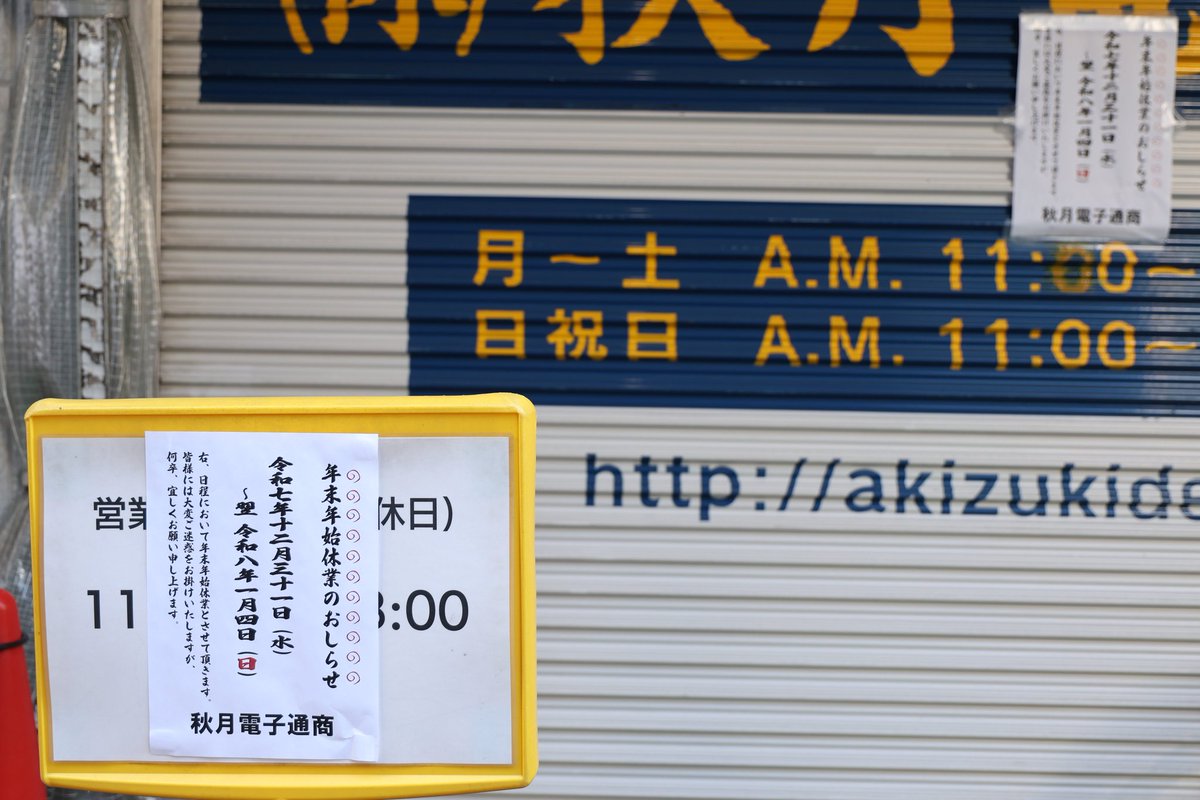 秋月
年末年始休業のおしらせ
令和七年十二月三十一日(水)
~翌 令和八年一月四日(日)
秋月電子通商
月~土 A.M. 11:00~
日祝日 A.M. 11:00~
http://akizukide
営業
休日)
11
:00
年末年始休業のおしらせ
令和七年十二月三十一日(水)
~翌 令和八年一月四日(日)
右、日程において年末年始休業とさせて頂きます。
皆様には大変ご迷惑をお掛けいたしますが、
何卒、宜しくお願い申し上げます。
秋月電子通商